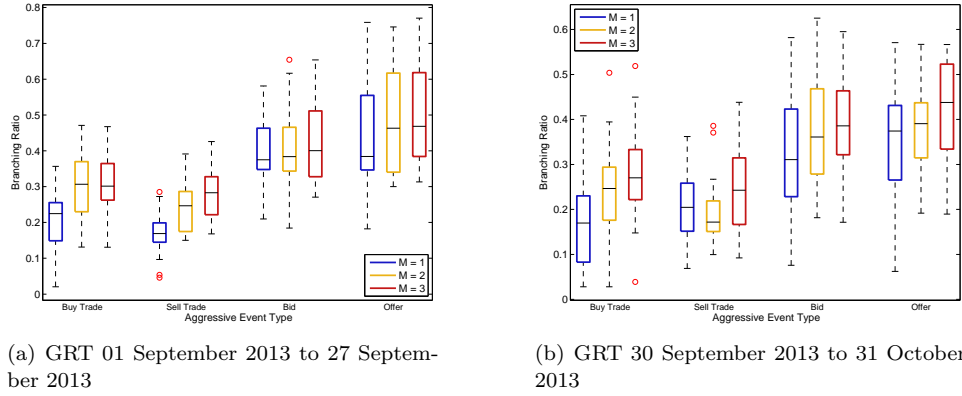 0.8
0.7
0.6
0.5
0.4
0.3
0.2
0.1
0
Branching Ratio
M = 1
M = 2
M = 3
Buy Trade Sell Trade Bid Offer
Aggressive Event Type
(a) GRT 01 September 2013 to 27 Septem-
ber 2013
0.6
0.5
0.4
0.3
0.2
0.1
0
Branching Ratio
M = 1
M = 2
M = 3
Buy Trade Sell Trade Bid Offer
Aggressive Event Type
(b) GRT 30 September 2013 to 31 October
2013